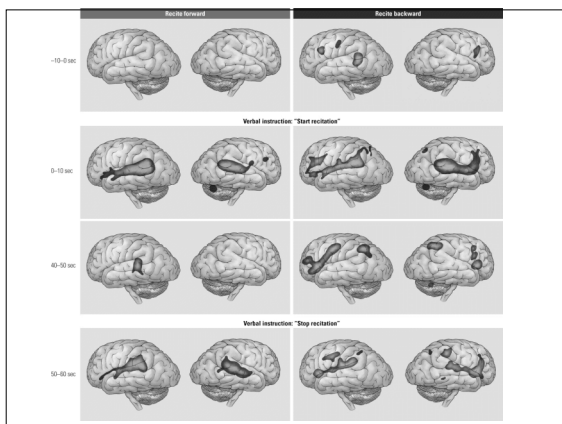 Recite forward
Recite backward
–10–0 sec
Verbal instruction: "Start recitation"
0–10 sec
40–50 sec
Verbal instruction: "Stop recitation"
50–60 sec